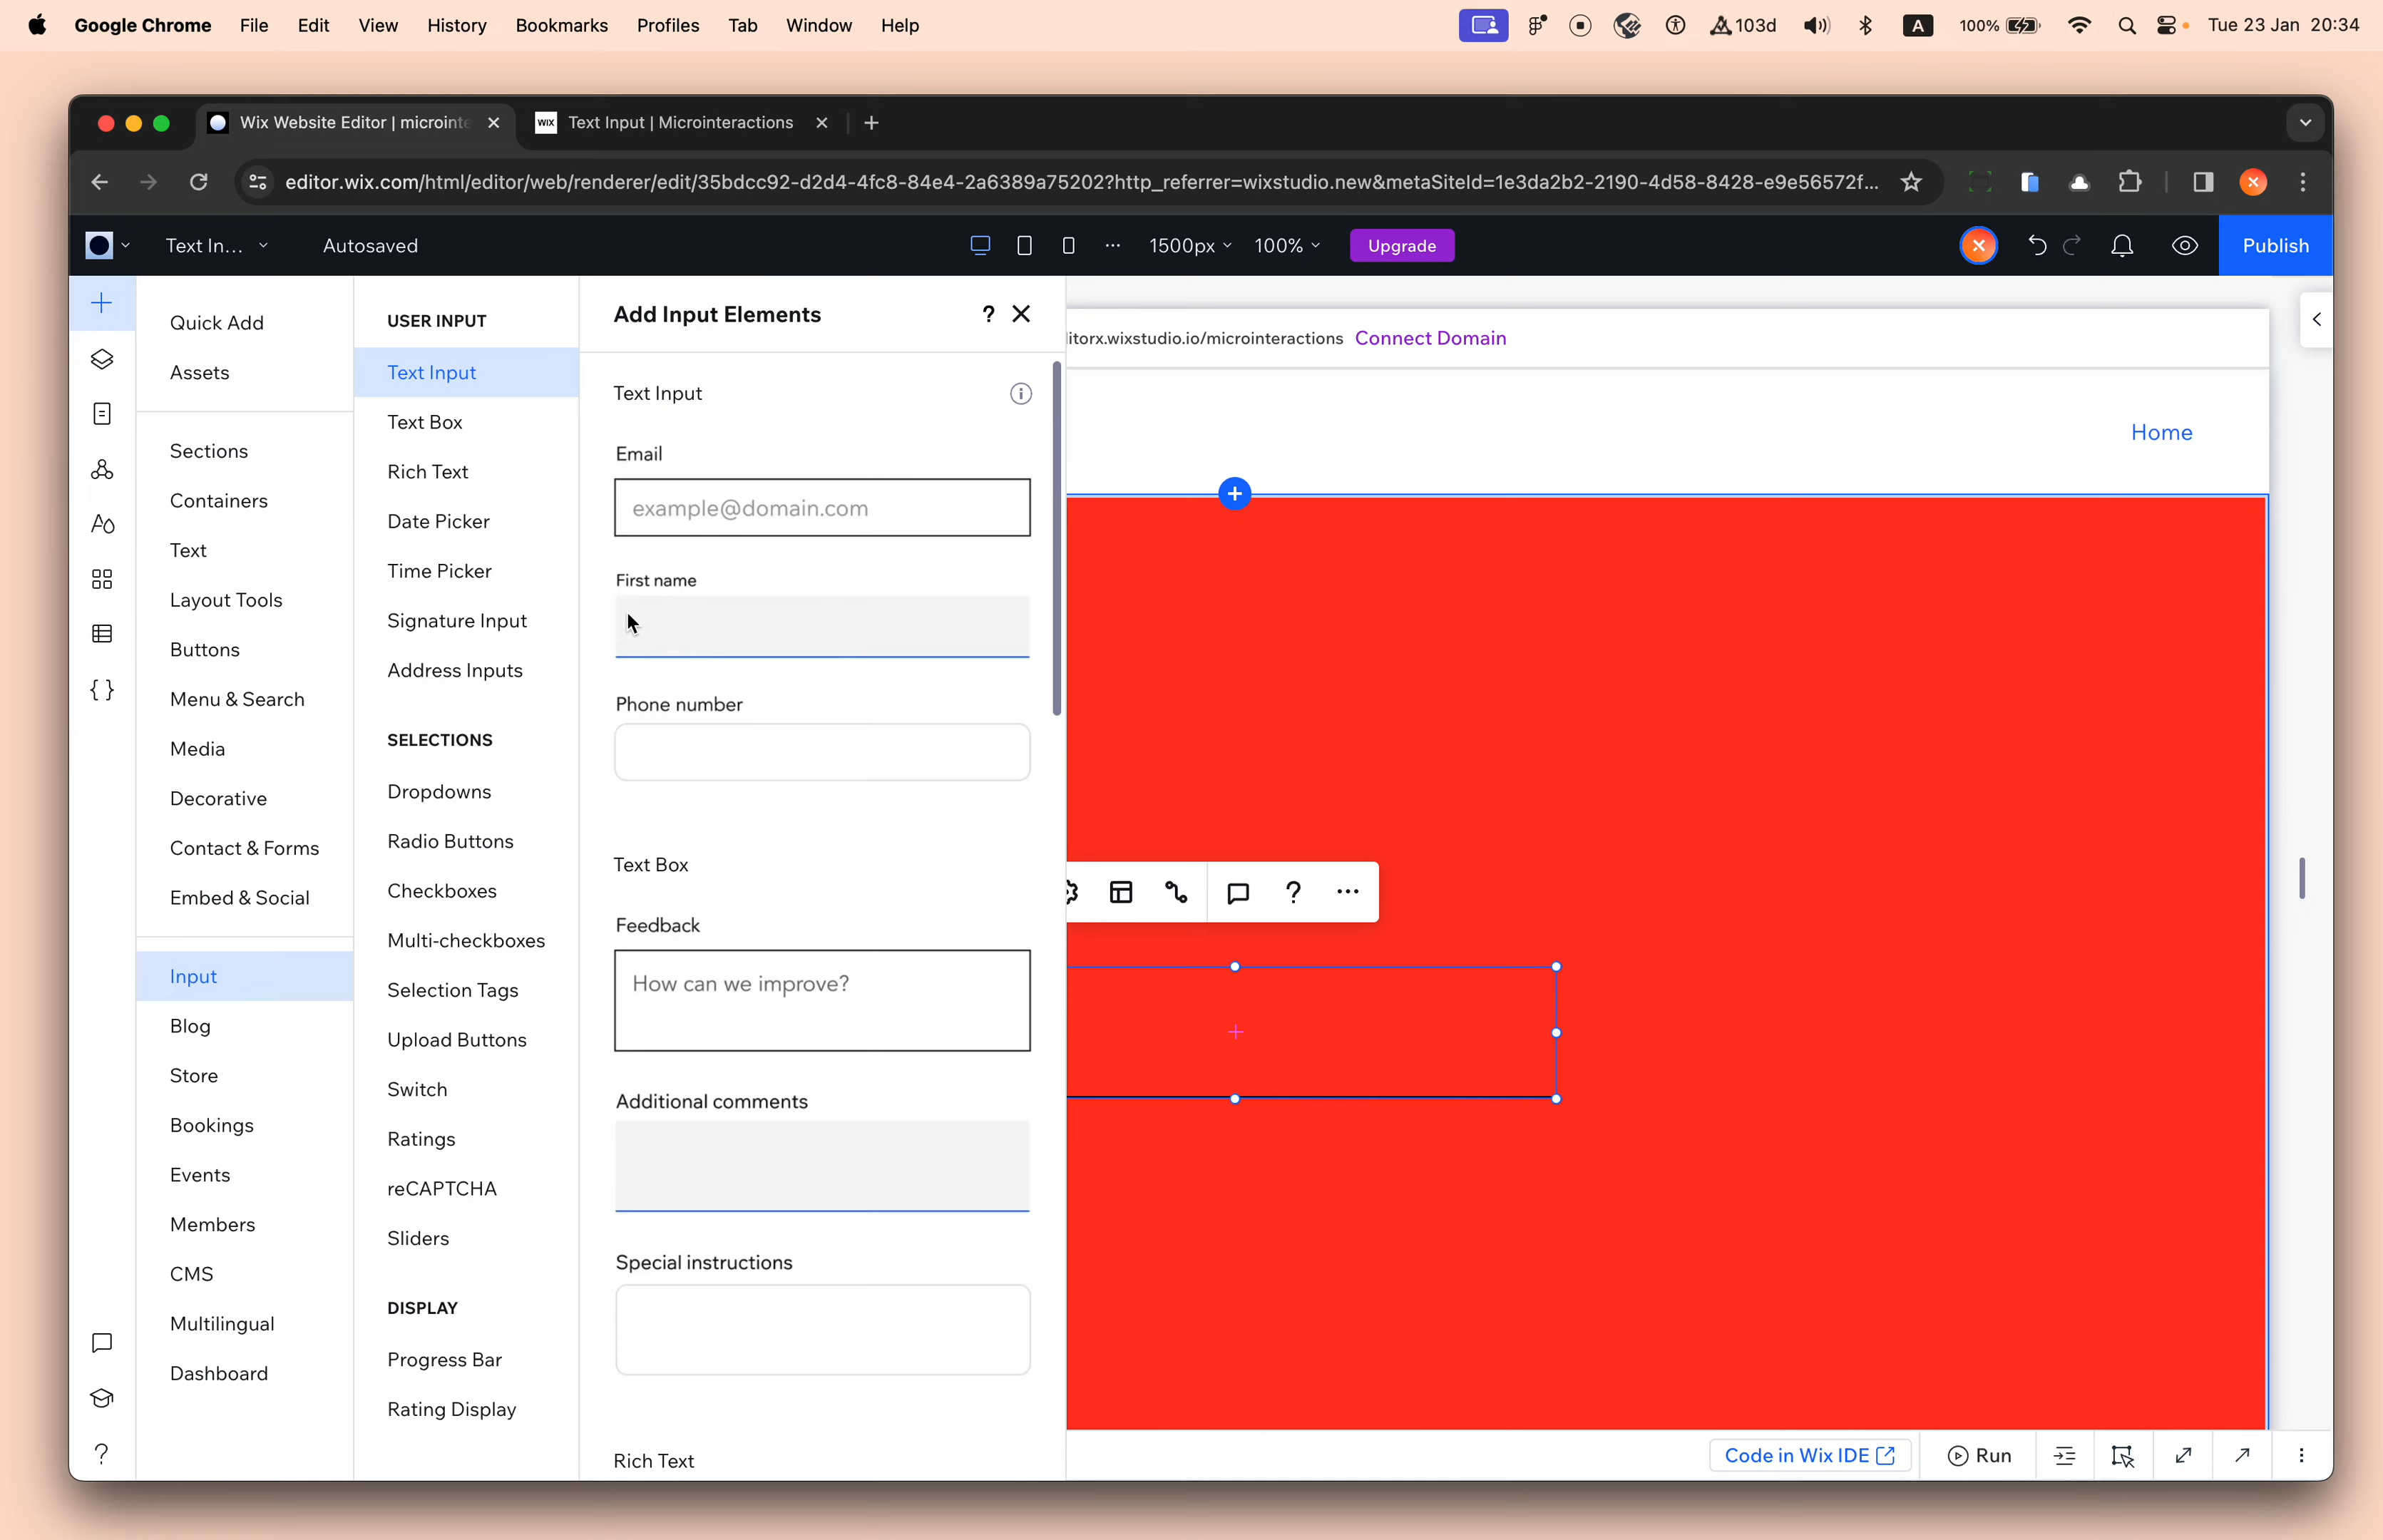 Google Chrome File Edit View History Bookmarks Profiles Tab Window Help 103d A 100% Tue 23 Jan 20:34
Wix Website Editor | microinte WIX Text Input | Microinteractions
editor.wix.com/html/editor/web/renderer/edit/35bdcc92-d2d4-4fc8-84e4-2a6389a75202?http_referrer=wixstudio.new&metaSiteId=1e3da2b2-2190-4d58-8428-e9e56572f...
Text In... Autosaved 1500px 100% Upgrade Publish
Quick Add
Assets
Sections
Containers
Text
Layout Tools
Buttons
Menu & Search
Media
Decorative
Contact & Forms
Embed & Social
Input
Blog
Store
Bookings
Events
Members
CMS
Multilingual
Dashboard
USER INPUT
Text Input
Text Box
Rich Text
Date Picker
Time Picker
Signature Input
Address Inputs
SELECTIONS
Dropdowns
Radio Buttons
Checkboxes
Multi-checkboxes
Selection Tags
Upload Buttons
Switch
Ratings
reCAPTCHA
Sliders
DISPLAY
Progress Bar
Rating Display
Add Input Elements ?
Text Input
Email
example@domain.com
First name
Phone number
Text Box
Feedback
How can we improve?
Additional comments
Special instructions
Rich Text
itorx.wixstudio.io/microinteractions Connect Domain
Home
Code in Wix IDE Run